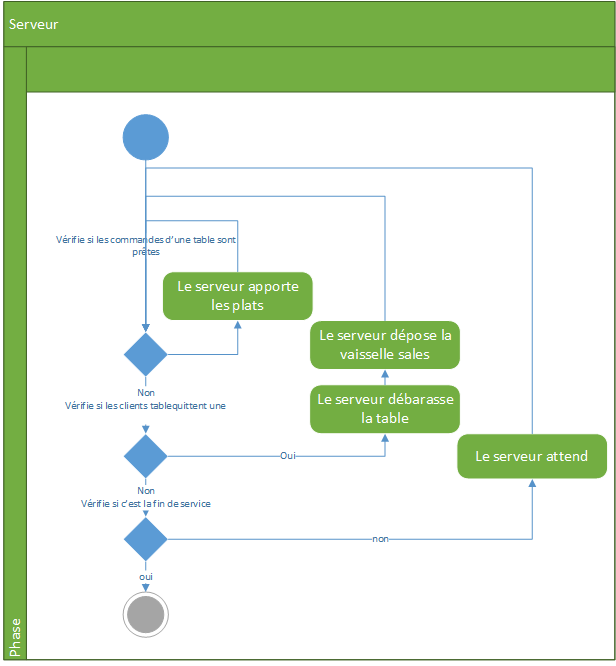 Serveur
Vérifie si les commandes d'une table sont
prêtes
Le serveur apporte
les plats
Le serveur dépose la
vaisselle sales
Non
Vérifie si les clients tablequittent une
Le serveur débarasse
la table
Oui
Le serveur attend
Non
Vérifie si c'est la fin de service
non
oui
Phase